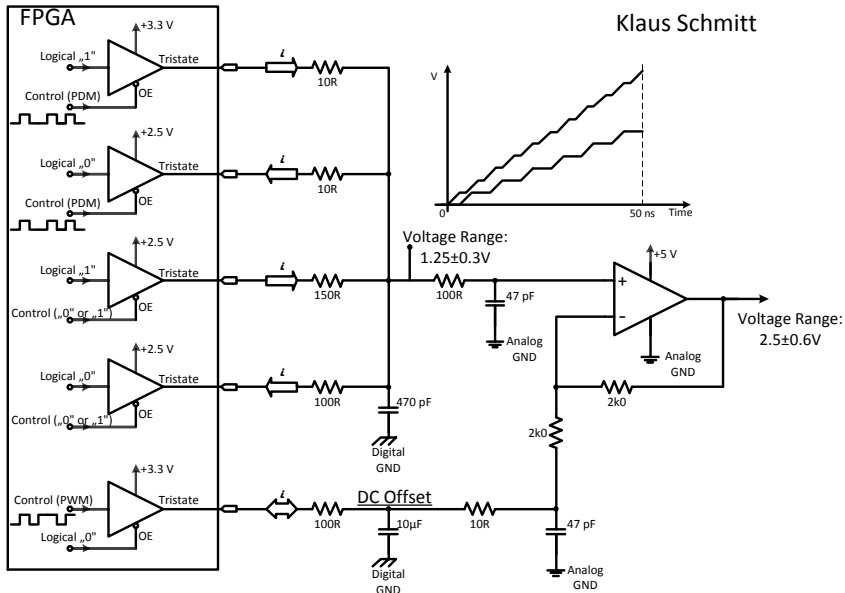 FPGA
Klaus Schmitt
+3.3 V
Logical „1"
Tristate
i
10R
OE
Control (PDM)
+2.5 V
Logical „0"
Tristate
i
10R
OE
Control (PDM)
+2.5 V
Logical „1"
Tristate
i
150R
OE
Control („0" or „1")
+2.5 V
Logical „0"
Tristate
i
100R
OE
Control („0" or „1")
470 pF
Digital
GND
+3.3 V
Control (PWM)
Tristate
i
100R
OE
Logical „0"
DC Offset
10µF
Digital
GND
10R
47 pF
Analog
GND
V
0
50 ns
Time
Voltage Range:
1.25±0.3V
100R
47 pF
Analog
GND
+5 V
+
–
Analog
GND
2k0
2k0
Voltage Range:
2.5±0.6V